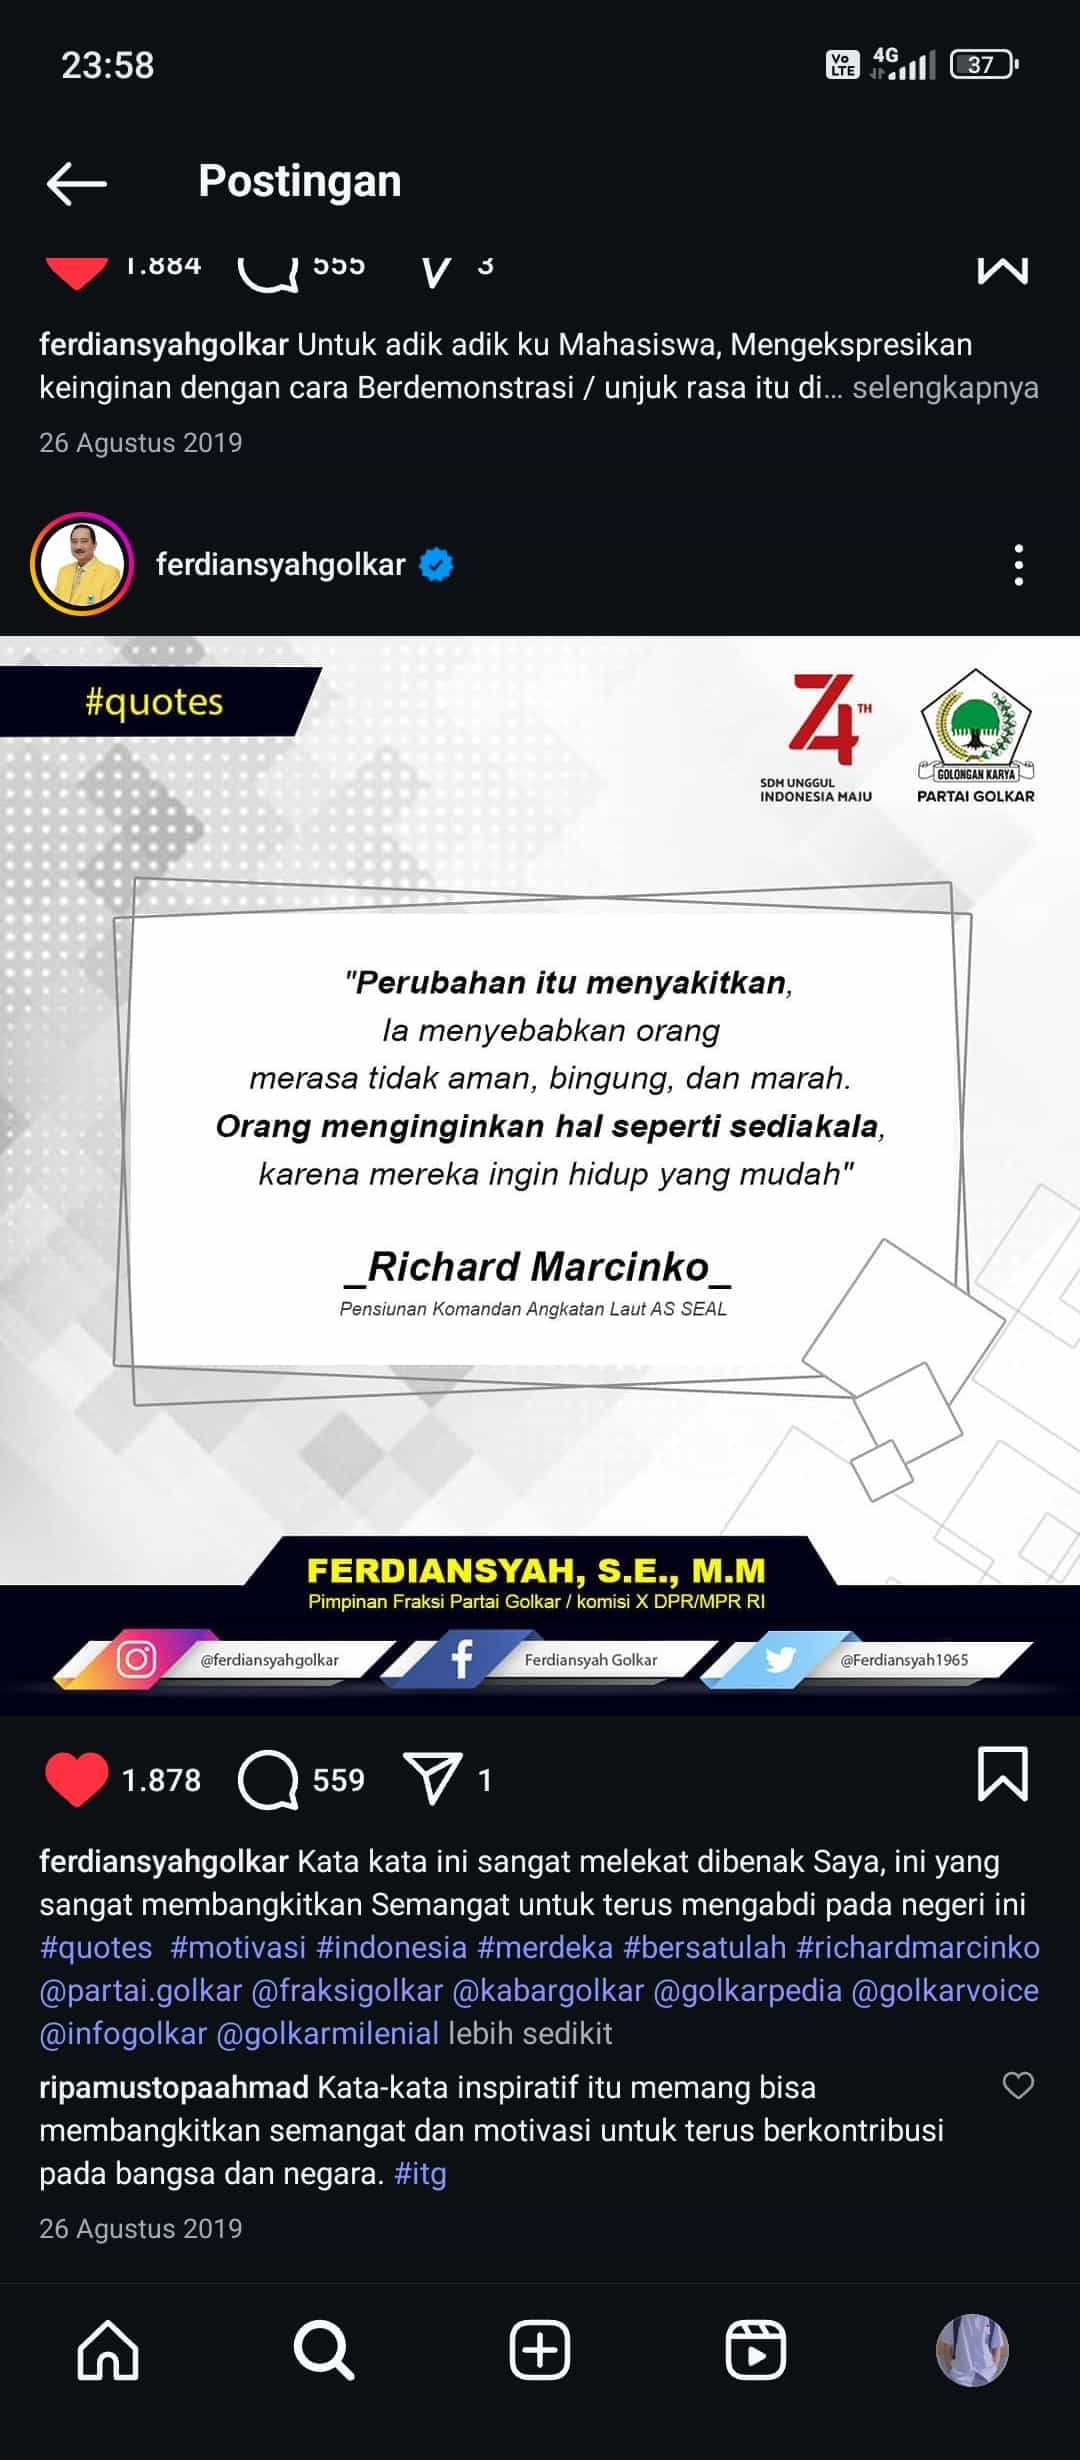 23:58
Vo
LTE
4G
37
Postingan
1.884
555
3
ferdiansyahgolkar Untuk adik adik ku Mahasiswa, Mengekspresikan
keinginan dengan cara Berdemonstrasi / unjuk rasa itu di... selengkapnya
26 Agustus 2019
ferdiansyahgolkar
#quotes
74TH
SDM UNGGUL
INDONESIA MAJU
GOLONGAN KARYA
PARTAI GOLKAR
"Perubahan itu menyakitkan,
Ia menyebabkan orang
merasa tidak aman, bingung, dan marah.
Orang menginginkan hal seperti sediakala,
karena mereka ingin hidup yang mudah"
_Richard Marcinko_
Pensiunan Komandan Angkatan Laut AS SEAL
FERDIANSYAH, S.E., M.M
Pimpinan Fraksi Partai Golkar / komisi X DPR/MPR RI
@ferdiansyahgolkar
Ferdiansyah Golkar
@Ferdiansyah1965
1.878
559
1
ferdiansyahgolkar Kata kata ini sangat melekat dibenak Saya, ini yang
sangat membangkitkan Semangat untuk terus mengabdi pada negeri ini
#quotes #motivasi #indonesia #merdeka #bersatulah #richardmarcinko
@partai.golkar @fraksigolkar @kabargolkar @golkarpedia @golkarvoice
@infogolkar @golkarmilenial lebih sedikit
ripamustopaahmad Kata-kata inspiratif itu memang bisa
membangkitkan semangat dan motivasi untuk terus berkontribusi
pada bangsa dan negara. #itg
26 Agustus 2019